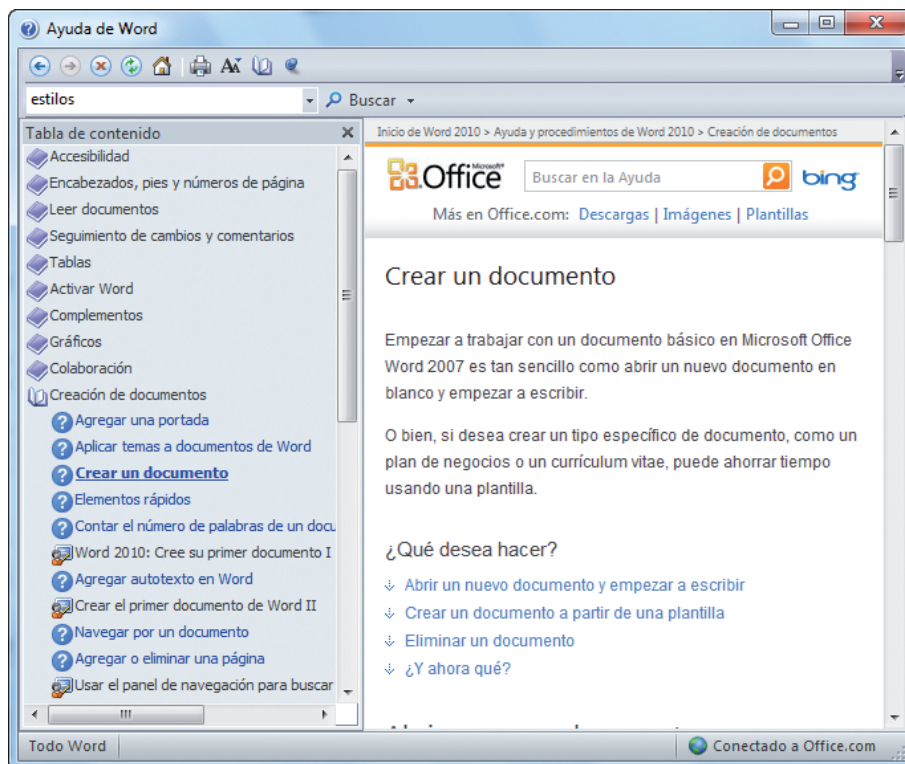 Ayuda de Word
estilos
Buscar
Tabla de contenido
Accesibilidad
Encabezados, pies y números de página
Leer documentos
Seguimiento de cambios y comentarios
Tablas
Activar Word
Complementos
Gráficos
Colaboración
Creación de documentos
Agregar una portada
Aplicar temas a documentos de Word
Crear un documento
Elementos rápidos
Contar el número de palabras de un docu
Word 2010: Cree su primer documento I
Agregar autotexto en Word
Crear el primer documento de Word II
Navegar por un documento
Agregar o eliminar una página
Usar el panel de navegación para buscar
Inicio de Word 2010 > Ayuda y procedimientos de Word 2010 > Creación de documentos
Microsoft®
Office
Buscar en la Ayuda
bing
Más en Office.com: Descargas | Imágenes | Plantillas
Crear un documento
Empezar a trabajar con un documento básico en Microsoft Office
Word 2007 es tan sencillo como abrir un nuevo documento en
blanco y empezar a escribir.
O bien, si desea crear un tipo específico de documento, como un
plan de negocios o un currículum vitae, puede ahorrar tiempo
usando una plantilla.
¿Qué desea hacer?
Abrir un nuevo documento y empezar a escribir
Crear un documento a partir de una plantilla
Eliminar un documento
¿Y ahora qué?
Todo Word
Conectado a Office.com